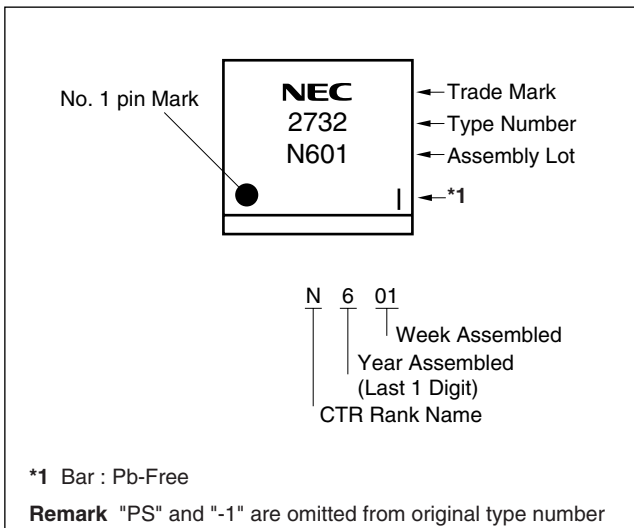 No. 1 pin Mark
NEC
2732
N601
Trade Mark
Type Number
Assembly Lot
*1
N 6 01
Week Assembled
Year Assembled
(Last 1 Digit)
CTR Rank Name
*1 Bar : Pb-Free
Remark "PS" and "-1" are omitted from original type number